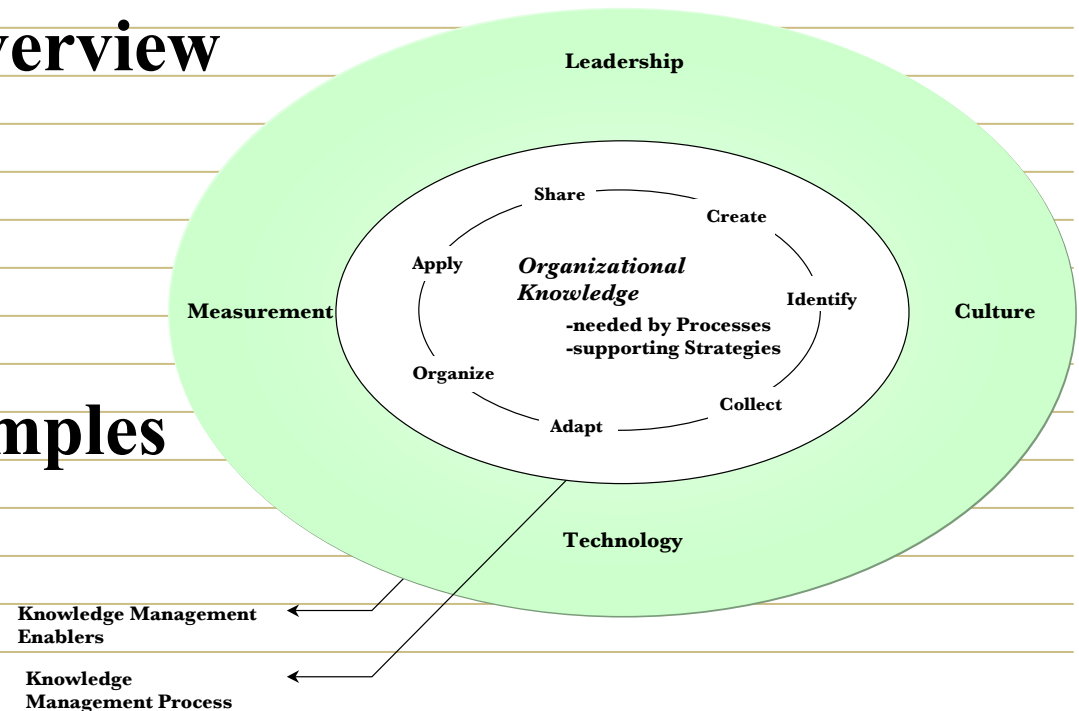 verview
Leadership
Share
Create
Apply
Organizational
Knowledge
Identify
Measurement
Culture
-needed by Processes
-supporting Strategies
Organize
Collect
Adapt
mples
Technology
Knowledge Management
Enablers
Knowledge
Management Process